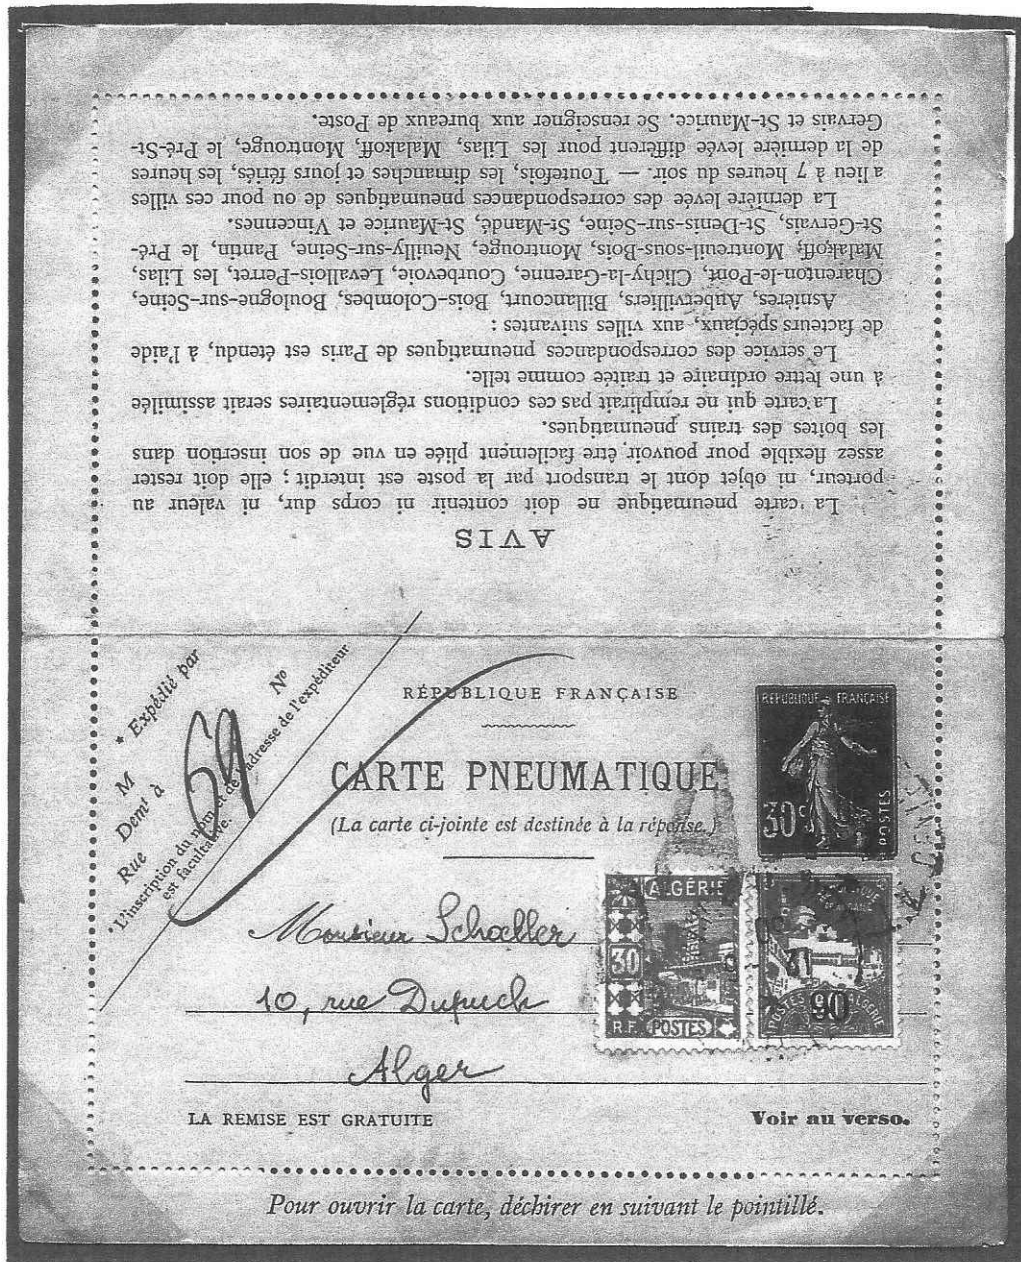 AVIS
La carte pneumatique ne doit contenir ni corps dur, ni valeur au
porteur, ni objet dont le transport par la poste est interdit ; elle doit rester
assez flexible pour pouvoir être facilement pliée en vue de son insertion dans
les boîtes des trains pneumatiques.
La carte qui ne remplirait pas ces conditions réglementaires serait assimilée
à une lettre ordinaire et traitée comme telle.
Le service des correspondances pneumatiques de Paris est étendu, à l'aide
de facteurs spéciaux, aux villes suivantes :
Asnières, Aubervilliers, Billancourt, Bois-Colombes, Boulogne-sur-Seine,
Charenton-le-Pont, Clichy-la-Garenne, Courbevoie, Levallois-Perret, les Lilas,
Malakoff, Montreuil-sous-Bois, Montrouge, Neuilly-sur-Seine, Pantin, le Pré-
St-Gervais, St-Denis-sur-Seine, St-Mandé, St-Maurice et Vincennes.
La dernière levée des correspondances pneumatiques de ou pour ces villes
a lieu à 7 heures du soir. — Toutefois, les dimanches et jours fériés, les heures
de la dernière levée diffèrent pour les Lilas, Malakoff, Montrouge, le Pré-St-
Gervais et St-Maurice. Se renseigner aux bureaux de Poste.
* Expédié par
M
Demt à
Rue
No
* L'inscription du nom et de l'adresse de l'expéditeur
est facultative.
69
RÉPUBLIQUE FRANÇAISE
CARTE PNEUMATIQUE
(La carte ci-jointe est destinée à la réponse.)
REPUBLIQUE FRANÇAISE
30c
POSTES
ALGÉRIE
30
R.F. POSTES
POSTES ALGERIE
90
31
Monsieur Schoeller
10, rue Dupuch
Alger
LA REMISE EST GRATUITE
Voir au verso.
Pour ouvrir la carte, déchirer en suivant le pointillé.